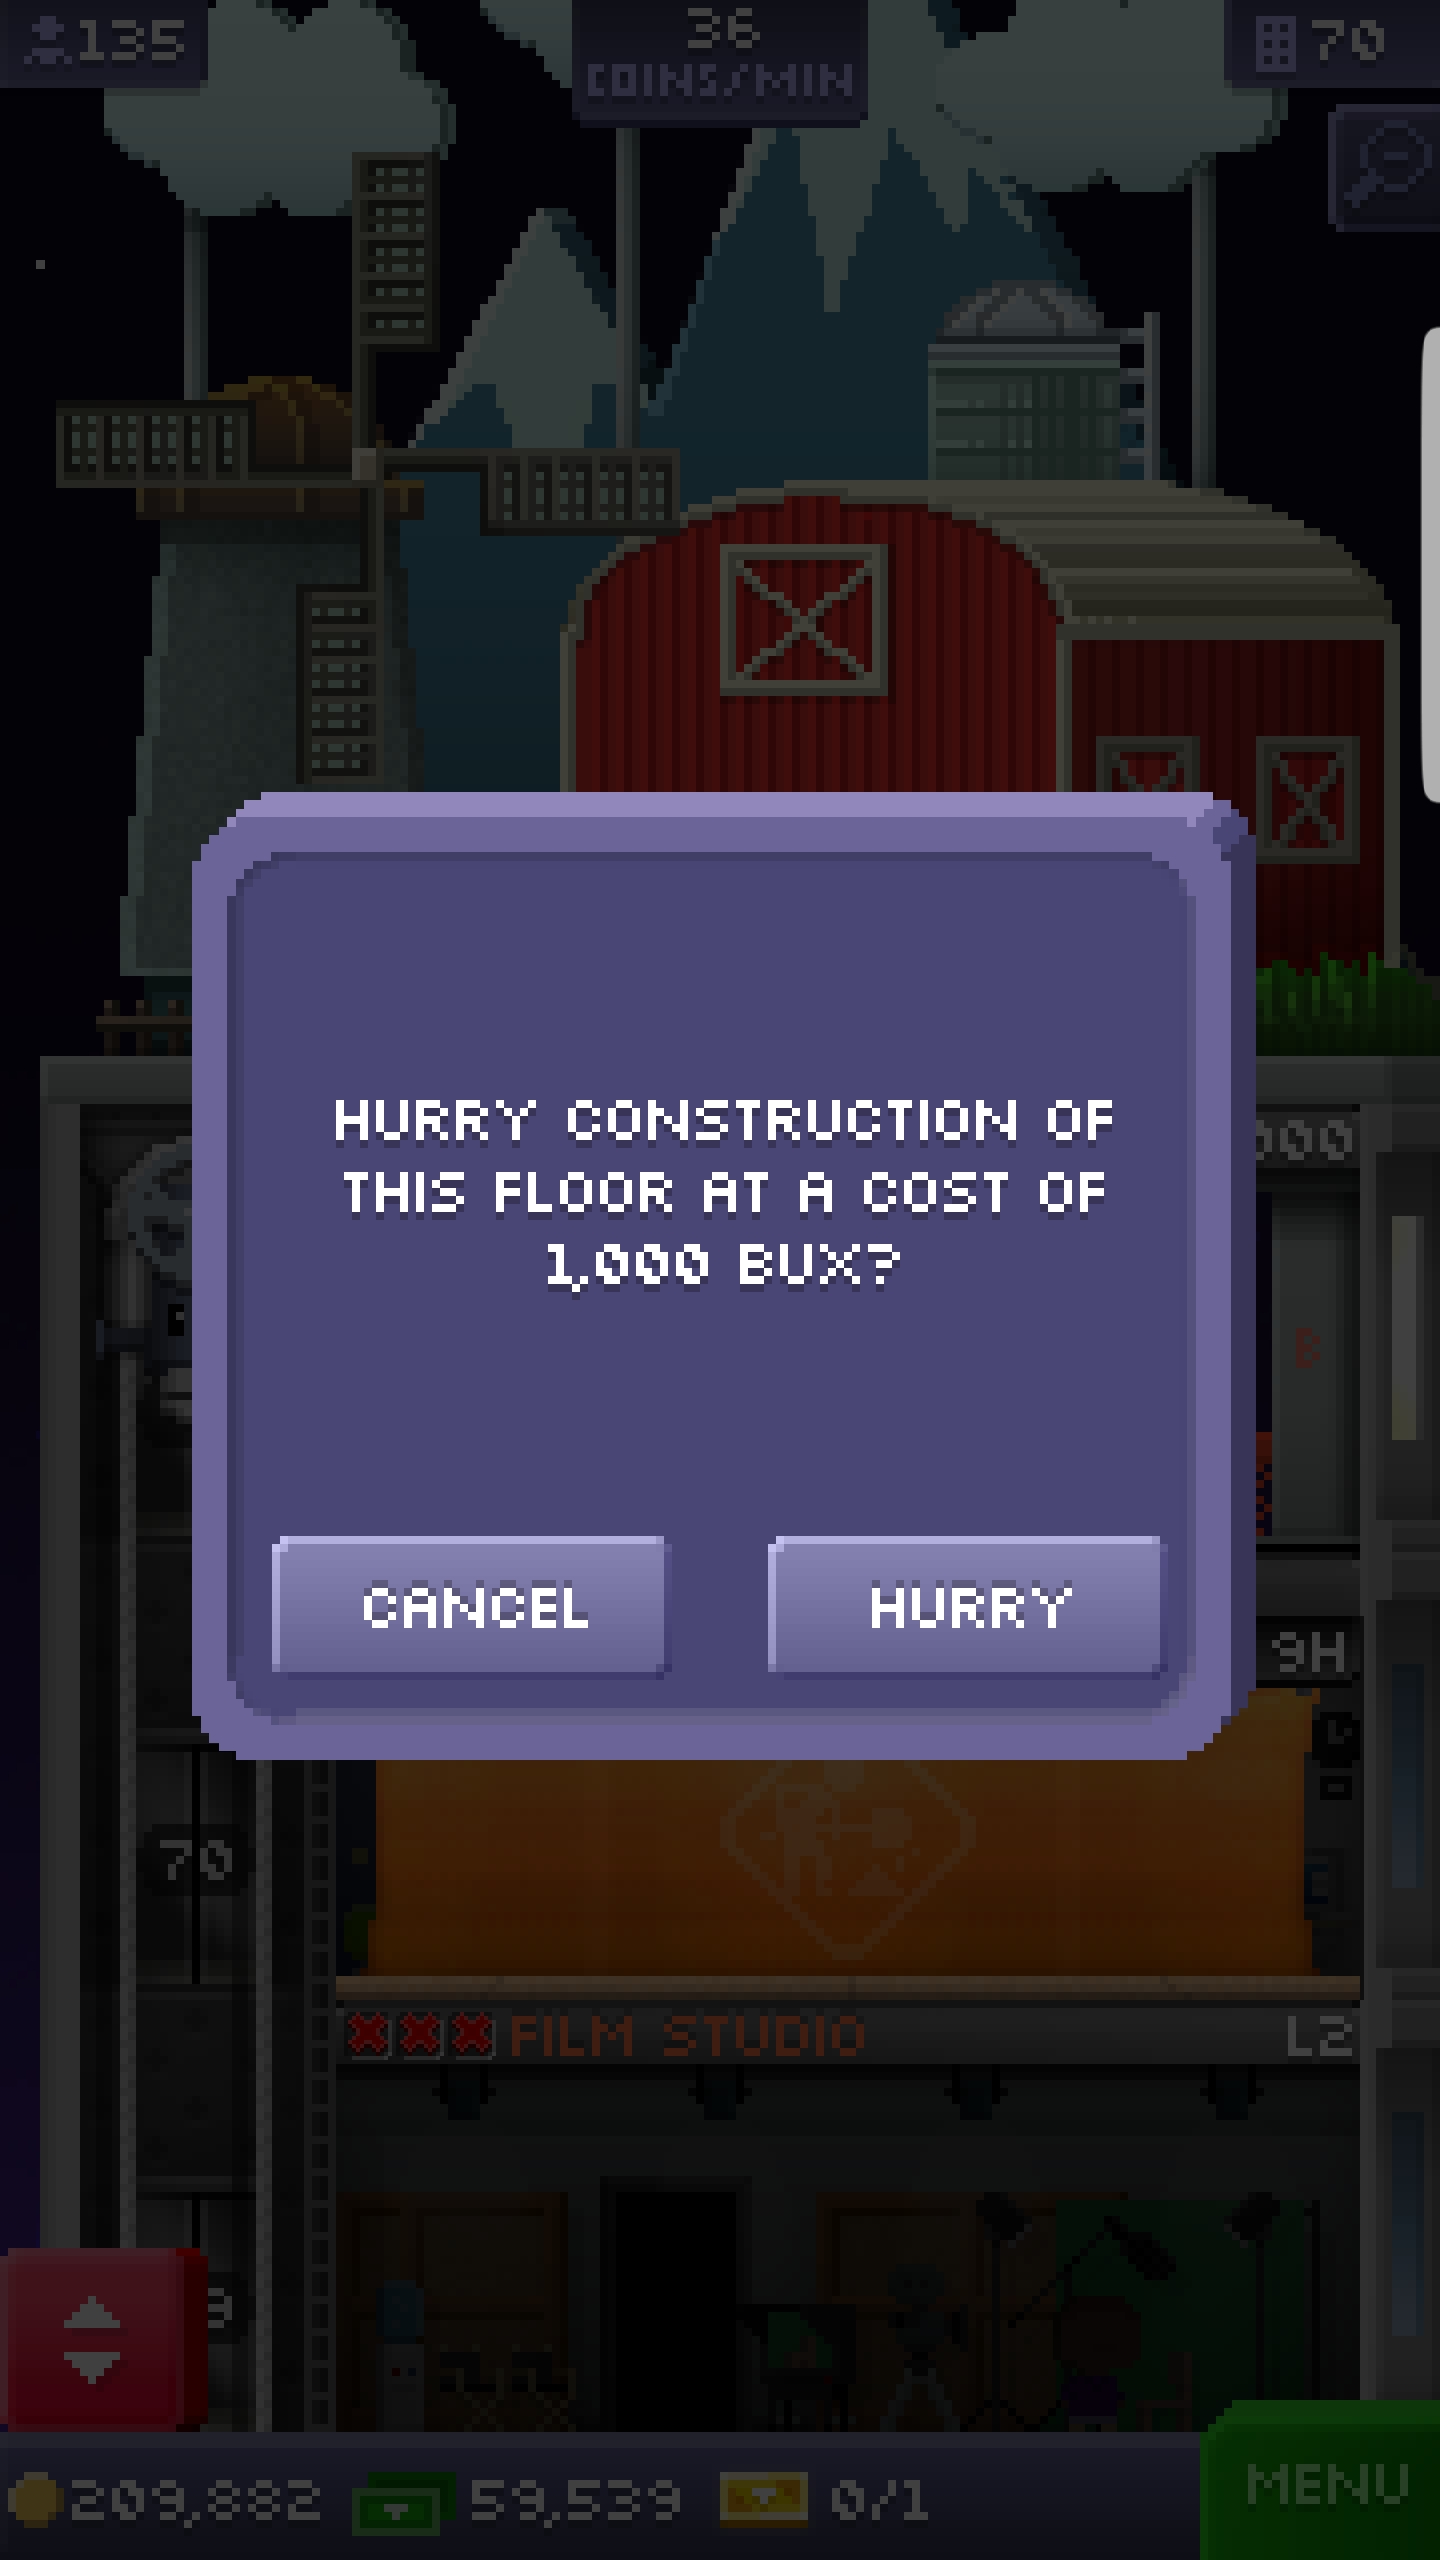 135
36
COINS/MIN
70
000
HURRY CONSTRUCTION OF
THIS FLOOR AT A COST OF
1,000 BUX?
B
CANCEL
HURRY
9H
70
FILM STUDIO
L2
209,882
59,539
0/1
MENU